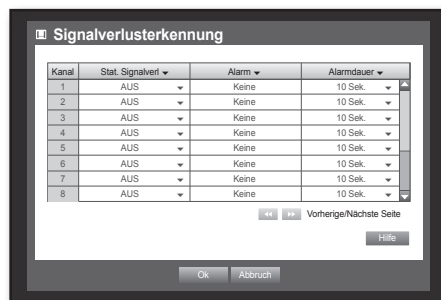 Signalverlusterkennung
Kanal Stat. Signalverl Alarm Alarmdauer
1 AUS Keine 10 Sek.
2 AUS Keine 10 Sek.
3 AUS Keine 10 Sek.
4 AUS Keine 10 Sek.
5 AUS Keine 10 Sek.
6 AUS Keine 10 Sek.
7 AUS Keine 10 Sek.
8 AUS Keine 10 Sek.
Vorherige/Nächste Seite
Hilfe
Ok Abbruch